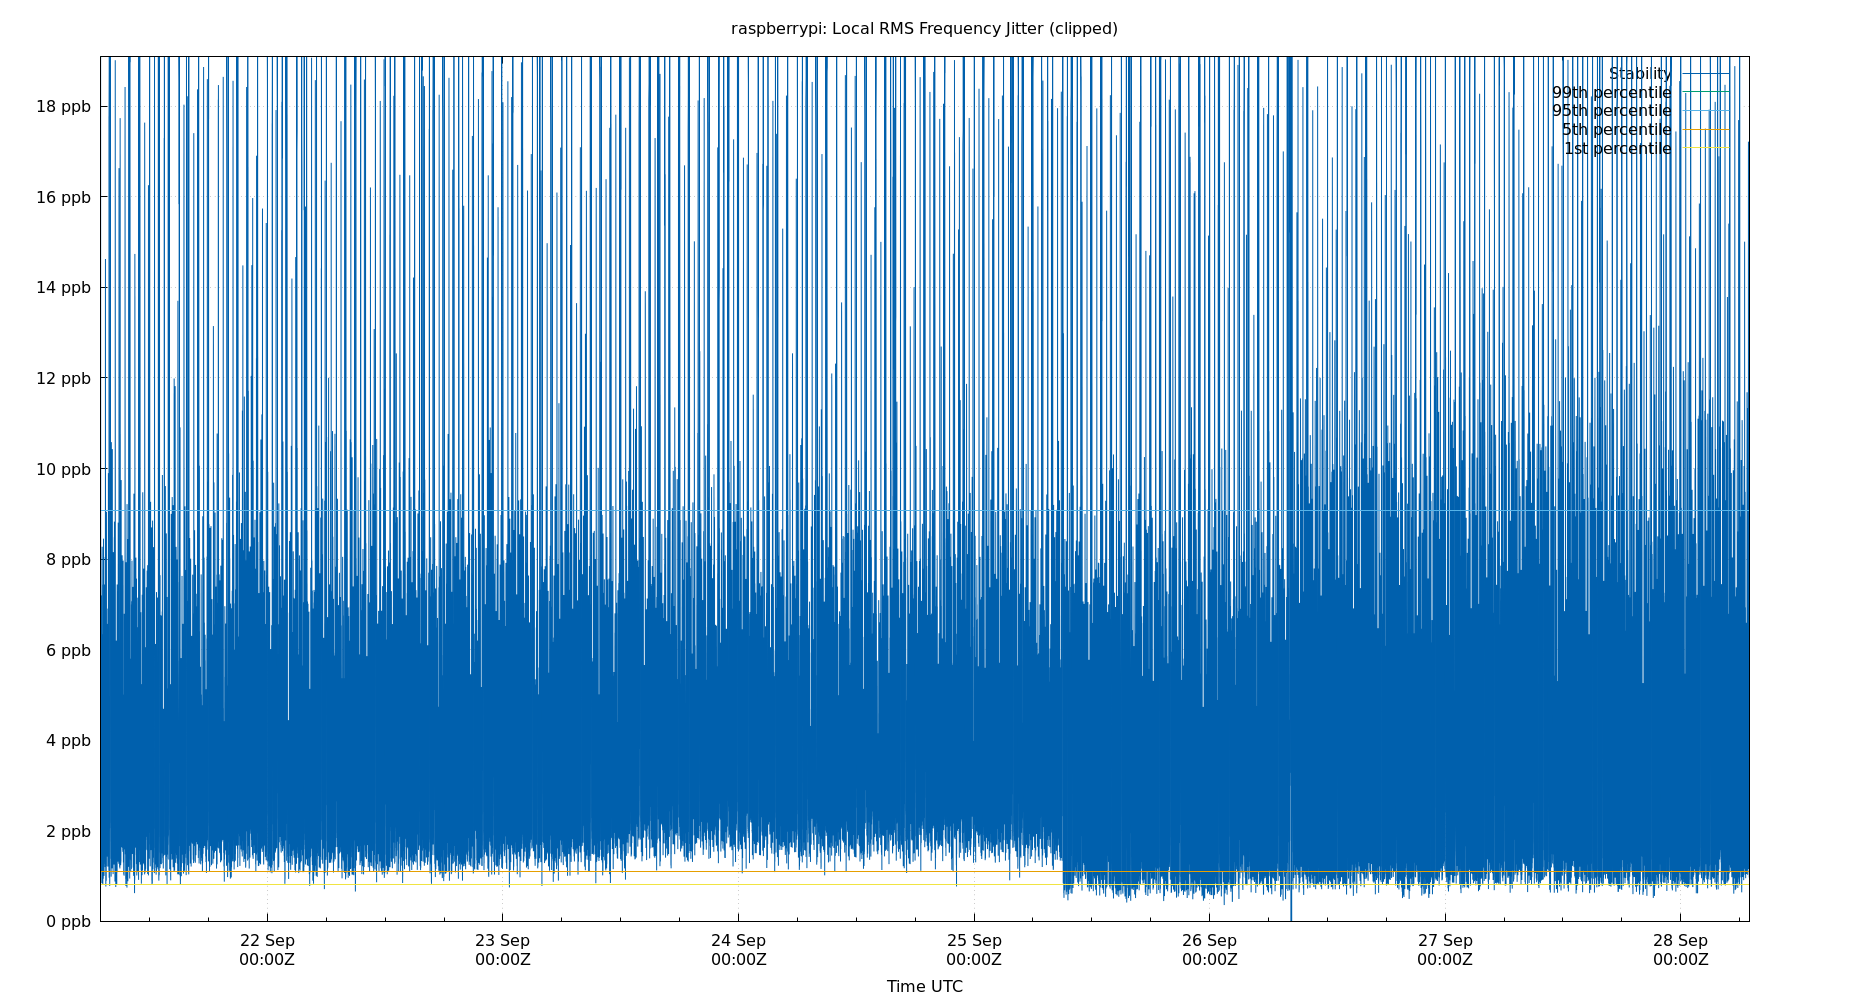 raspberrypi: Local RMS Frequency Jitter (clipped)
Stability
99th percentile
95th percentile
5th percentile
1st percentile
18 ppb
16 ppb
14 ppb
12 ppb
10 ppb
8 ppb
6 ppb
4 ppb
2 ppb
0 ppb
22 Sep 23 Sep 24 Sep 25 Sep 26 Sep 27 Sep 28 Sep
00:00Z 00:00Z 00:00Z 00:00Z 00:00Z 00:00Z 00:00Z
Time UTC